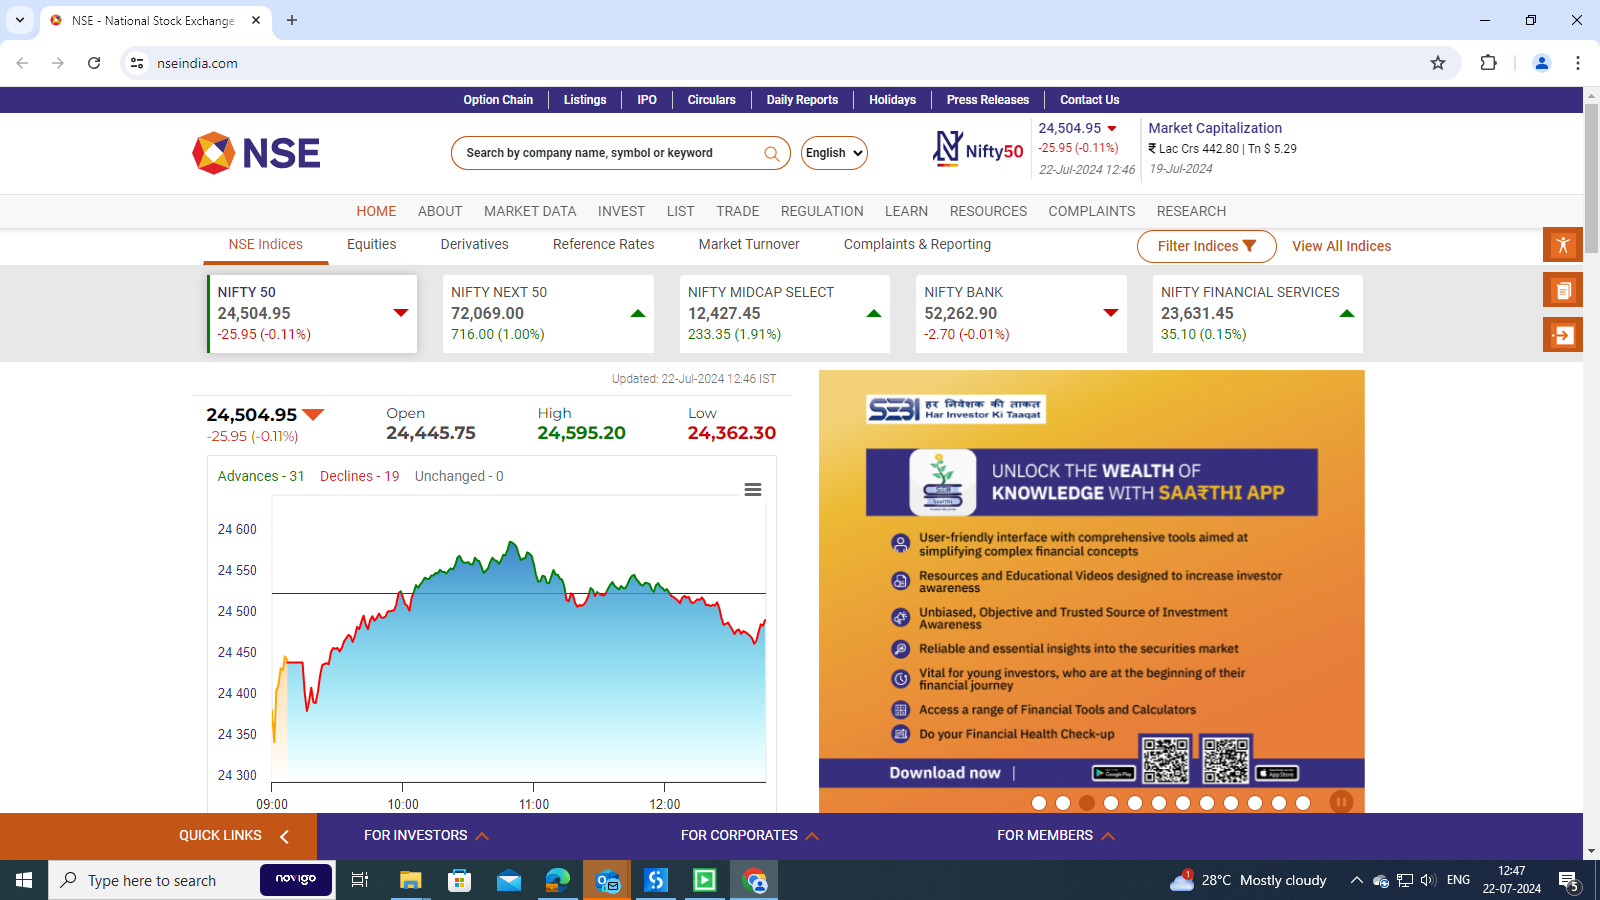 NSE - National Stock Exchange
nseindia.com
Option Chain
Listings
IPO
Circulars
Daily Reports
Holidays
Press Releases
Contact Us
NSE
Search by company name, symbol or keyword
English
Nifty50
24,504.95
-25.95 (-0.11%)
22-Jul-2024 12:46
Market Capitalization
₹ Lac Crs 442.80 | Tn $ 5.29
19-Jul-2024
HOME
ABOUT
MARKET DATA
INVEST
LIST
TRADE
REGULATION
LEARN
RESOURCES
COMPLAINTS
RESEARCH
NSE Indices
Equities
Derivatives
Reference Rates
Market Turnover
Complaints & Reporting
Filter Indices
View All Indices
NIFTY 50
24,504.95
-25.95 (-0.11%)
NIFTY NEXT 50
72,069.00
716.00 (1.00%)
NIFTY MIDCAP SELECT
12,427.45
233.35 (1.91%)
NIFTY BANK
52,262.90
-2.70 (-0.01%)
NIFTY FINANCIAL SERVICES
23,631.45
35.10 (0.15%)
Updated: 22-Jul-2024 12:46 IST
24,504.95
-25.95 (-0.11%)
Open
24,445.75
High
24,595.20
Low
24,362.30
Advances - 31
Declines - 19
Unchanged - 0
24 600
24 550
24 500
24 450
24 400
24 350
24 300
09:00
10:00
11:00
12:00
SEBI
हर निवेशक की ताकत
Har Investor Ki Taaqat
UNLOCK THE WEALTH OF
KNOWLEDGE WITH SAA₹THI APP
User-friendly interface with comprehensive tools aimed at
simplifying complex financial concepts
Resources and Educational Videos designed to increase investor
awareness
Unbiased, Objective and Trusted Source of Investment
Awareness
Reliable and essential insights into the securities market
Vital for young investors, who are at the beginning of their
financial journey
Access a range of Financial Tools and Calculators
Do your Financial Health Check-up
Download now |
Google Play
App Store
QUICK LINKS
FOR INVESTORS
FOR CORPORATES
FOR MEMBERS
Type here to search
novigo
1
28°C Mostly cloudy
ENG
12:47
22-07-2024
5